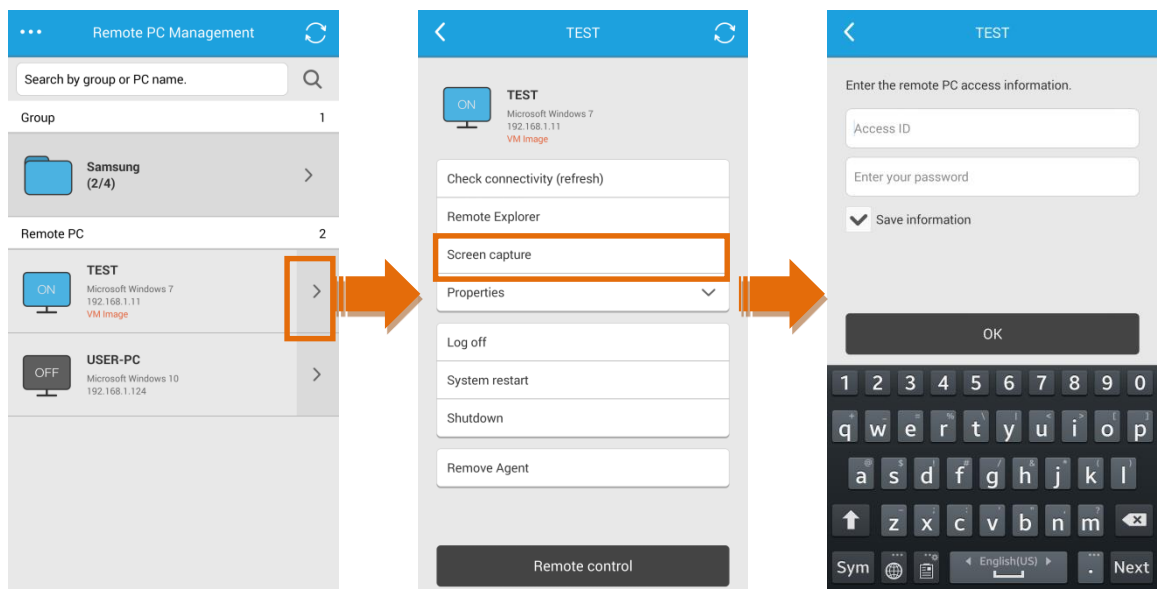 Remote PC Management
Search by group or PC name.
Group 1
Samsung
(2/4)
Remote PC 2
ON
TEST
Microsoft Windows 7
192.168.1.11
VM Image
OFF
USER-PC
Microsoft Windows 10
192.168.1.124
TEST
ON
TEST
Microsoft Windows 7
192.168.1.11
VM Image
Check connectivity (refresh)
Remote Explorer
Screen capture
Properties
Log off
System restart
Shutdown
Remove Agent
Remote control
TEST
Enter the remote PC access information.
Access ID
Enter your password
Save information
OK
1 2 3 4 5 6 7 8 9 0
q w e r t y u i o p
a s d f g h j k l
z x c v b n m
Sym English(US) . Next